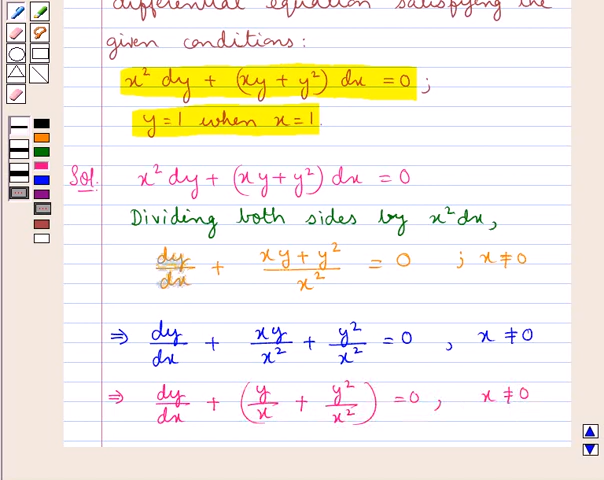 differential equation satisfying the
given conditions:
x² dy + (xy + y²) dx = 0 ;
y = 1 when x = 1.
Sol. x² dy + (xy + y²) dx = 0
Dividing both sides by x² dx,
dy/dx + (xy + y²)/x² = 0 ; x ≠ 0
⇒ dy/dx + xy/x² + y²/x² = 0 , x ≠ 0
⇒ dy/dx + (y/x + y²/x²) = 0 , x ≠ 0